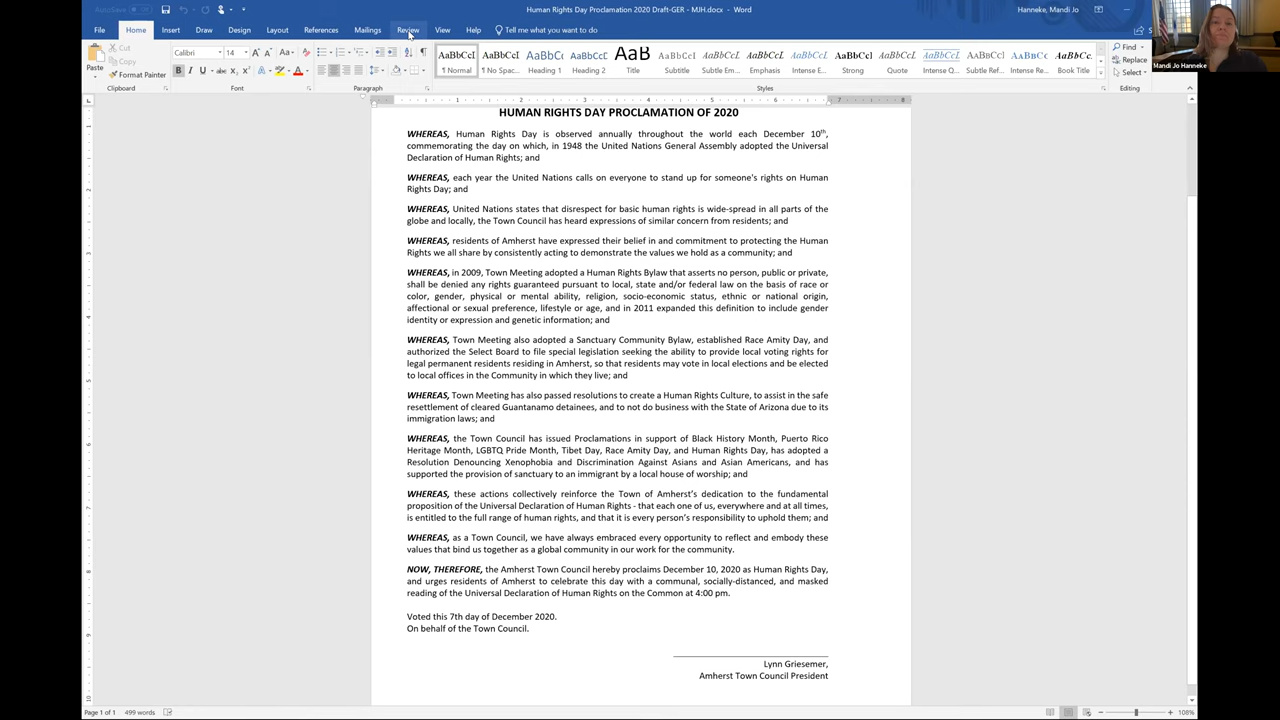 AutoSave Off Human Rights Day Proclamation 2020 Draft-GER - MJH.docx - Word Hanneke, Mandi Jo
File Home Insert Draw Design Layout References Mailings Review View Help Tell me what you want to do
Cut
Copy
Format Painter
Paste
Clipboard
Calibri 14
Font
Paragraph
AaBbCcI AaBbCcI AaBbCc AaBbCcE AaB AaBbCcE AaBbCcL AaBbCcL AaBbCcL AaBbCcI AaBbCcL AaBbCcI AaBbCcI AaBbCcI AaBbCcL
¶ Normal ¶ No Spac... Heading 1 Heading 2 Title Subtitle Subtle Em... Emphasis Intense E... Strong Quote Intense Q... Subtle Ref... Intense Re... Book Title
Styles
Find
Replace
Select
Editing
Mandi Jo Hanneke
HUMAN RIGHTS DAY PROCLAMATION OF 2020
WHEREAS, Human Rights Day is observed annually throughout the world each December 10th,
commemorating the day on which, in 1948 the United Nations General Assembly adopted the Universal
Declaration of Human Rights; and
WHEREAS, each year the United Nations calls on everyone to stand up for someone's rights on Human
Rights Day; and
WHEREAS, United Nations states that disrespect for basic human rights is wide-spread in all parts of the
globe and locally, the Town Council has heard expressions of similar concern from residents; and
WHEREAS, residents of Amherst have expressed their belief in and commitment to protecting the Human
Rights we all share by consistently acting to demonstrate the values we hold as a community; and
WHEREAS, in 2009, Town Meeting adopted a Human Rights Bylaw that asserts no person, public or private,
shall be denied any rights guaranteed pursuant to local, state and/or federal law on the basis of race or
color, gender, physical or mental ability, religion, socio-economic status, ethnic or national origin,
affectional or sexual preference, lifestyle or age, and in 2011 expanded this definition to include gender
identity or expression and genetic information; and
WHEREAS, Town Meeting also adopted a Sanctuary Community Bylaw, established Race Amity Day, and
authorized the Select Board to file special legislation seeking the ability to provide local voting rights for
legal permanent residents residing in Amherst, so that residents may vote in local elections and be elected
to local offices in the Community in which they live; and
WHEREAS, Town Meeting has also passed resolutions to create a Human Rights Culture, to assist in the safe
resettlement of cleared Guantanamo detainees, and to not do business with the State of Arizona due to its
immigration laws; and
WHEREAS, the Town Council has issued Proclamations in support of Black History Month, Puerto Rico
Heritage Month, LGBTQ Pride Month, Tibet Day, Race Amity Day, and Human Rights Day, has adopted a
Resolution Denouncing Xenophobia and Discrimination Against Asians and Asian Americans, and has
supported the provision of sanctuary to an immigrant by a local house of worship; and
WHEREAS, these actions collectively reinforce the Town of Amherst's dedication to the fundamental
proposition of the Universal Declaration of Human Rights - that each one of us, everywhere and at all times,
is entitled to the full range of human rights, and that it is every person's responsibility to uphold them; and
WHEREAS, as a Town Council, we have always embraced every opportunity to reflect and embody these
values that bind us together as a global community in our work for the community.
NOW, THEREFORE, the Amherst Town Council hereby proclaims December 10, 2020 as Human Rights Day,
and urges residents of Amherst to celebrate this day with a communal, socially-distanced, and masked
reading of the Universal Declaration of Human Rights on the Common at 4:00 pm.
Voted this 7th day of December 2020.
On behalf of the Town Council.
Lynn Griesemer,
Amherst Town Council President
Page 1 of 1 499 words 108%